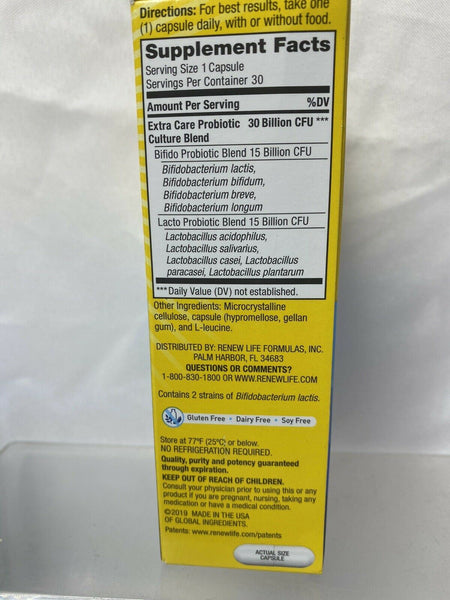 Directions: For best results, take one
(1) capsule daily, with or without food.
Supplement Facts
Serving Size 1 Capsule
Servings Per Container 30
Amount Per Serving %DV
Extra Care Probiotic 30 Billion CFU ***
Culture Blend
Bifido Probiotic Blend 15 Billion CFU
Bifidobacterium lactis,
Bifidobacterium bifidum,
Bifidobacterium breve,
Bifidobacterium longum
Lacto Probiotic Blend 15 Billion CFU
Lactobacillus acidophilus,
Lactobacillus salivarius,
Lactobacillus casei, Lactobacillus
paracasei, Lactobacillus plantarum
***Daily Value (DV) not established.
Other Ingredients: Microcrystalline
cellulose, capsule (hypromellose, gellan
gum), and L-leucine.
DISTRIBUTED BY: RENEW LIFE FORMULAS, INC.
PALM HARBOR, FL 34683
QUESTIONS OR COMMENTS?
1-800-830-1800 OR WWW.RENEWLIFE.COM
Contains 2 strains of Bifidobacterium lactis.
Gluten Free • Dairy Free • Soy Free
Store at 77°F (25°C) or below.
NO REFRIGERATION REQUIRED.
Quality, purity and potency guaranteed
through expiration.
KEEP OUT OF REACH OF CHILDREN.
Consult your physician prior to using this or any
product if you are pregnant, nursing, taking any
medication or have a medical condition.
©2019 MADE IN THE USA
OF GLOBAL INGREDIENTS.
Patents: www.renewlife.com/patents
ACTUAL SIZE
CAPSULE